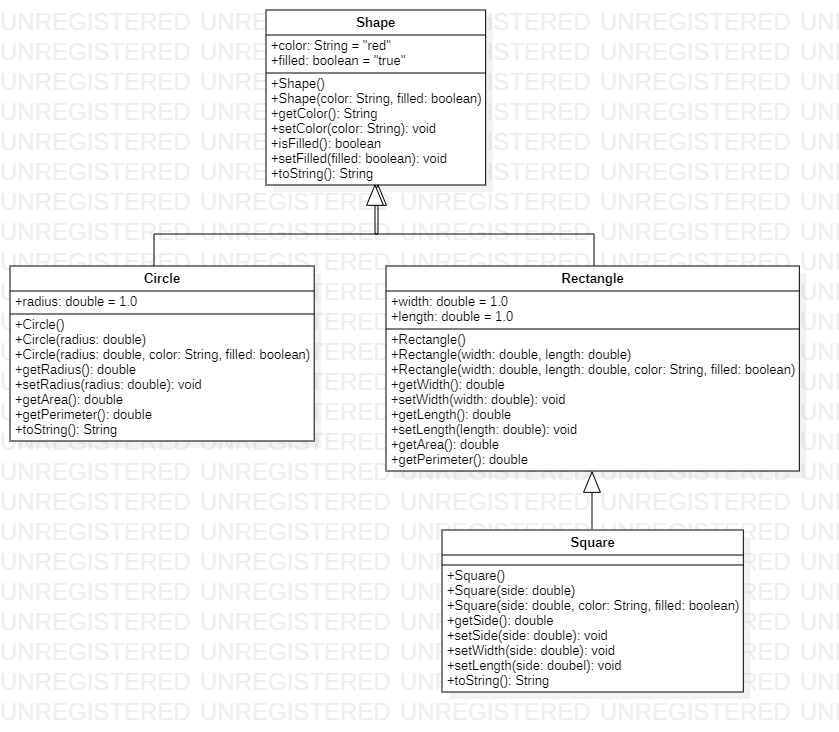 Shape
+color: String = "red"
+filled: boolean = "true"
+Shape()
+Shape(color: String, filled: boolean)
+getColor(): String
+setColor(color: String): void
+isFilled(): boolean
+setFilled(filled: boolean): void
+toString(): String
Circle
+radius: double = 1.0
+Circle()
+Circle(radius: double)
+Circle(radius: double, color: String, filled: boolean)
+getRadius(): double
+setRadius(radius: double): void
+getArea(): double
+getPerimeter(): double
+toString(): String
Rectangle
+width: double = 1.0
+length: double = 1.0
+Rectangle()
+Rectangle(width: double, length: double)
+Rectangle(width: double, length: double, color: String, filled: boolean)
+getWidth(): double
+setWidth(width: double): void
+getLength(): double
+setLength(length: double): void
+getArea(): double
+getPerimeter(): double
Square
+Square()
+Square(side: double)
+Square(side: double, color: String, filled: boolean)
+getSide(): double
+setSide(side: double): void
+setWidth(side: double): void
+setLength(side: doubel): void
+toString(): String
UNREGISTERED